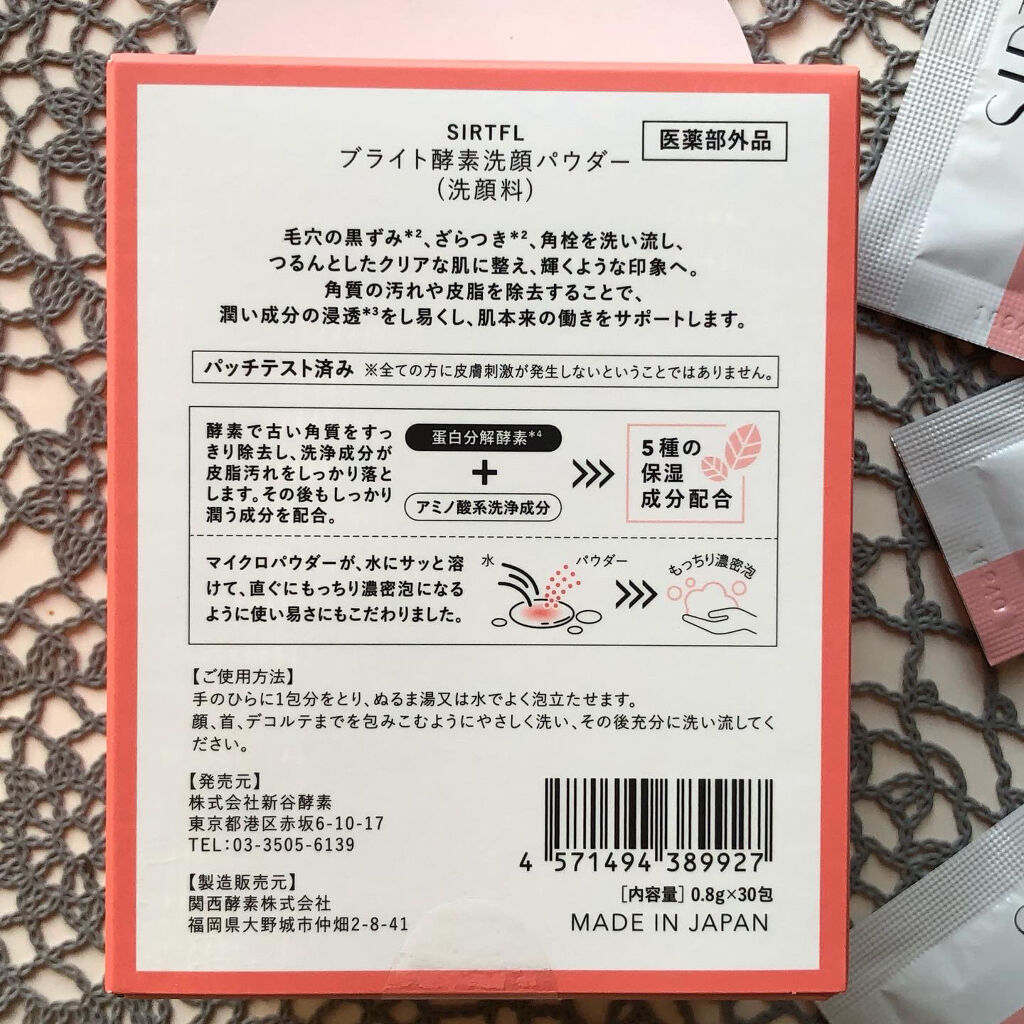 SIRTFL
ブライト酵素洗顔パウダー
(洗顔料)
医薬部外品
毛穴の黒ずみ*2、ざらつき*2、角栓を洗い流し、
つるんとしたクリアな肌に整え、輝くような印象へ。
角質の汚れや皮脂を除去することで、
潤い成分の浸透*3をし易くし、肌本来の働きをサポートします。
パッチテスト済み ※全ての方に皮膚刺激が発生しないということではありません。
酵素で古い角質をすっ
きり除去し、洗浄成分が
皮脂汚れをしっかり落と
します。その後もしっかり
潤う成分を配合。
蛋白分解酵素*4
+
アミノ酸系洗浄成分
5種の
保湿
成分配合
マイクロパウダーが、水にサッと溶
けて、直ぐにもっちり濃密泡になる
ように使い易さにもこだわりました。
水
パウダー
もっちり濃密泡
【ご使用方法】
手のひらに1包分をとり、ぬるま湯又は水でよく泡立たせます。
顔、首、デコルテまでを包みこむようにやさしく洗い、その後充分に洗い流してく
ださい。
【発売元】
株式会社新谷酵素
東京都港区赤坂6-10-17
TEL:03-3505-6139
【製造販売元】
関西酵素株式会社
福岡県大野城市仲畑2-8-41
4 571494 389927
[内容量] 0.8g×30包
MADE IN JAPAN